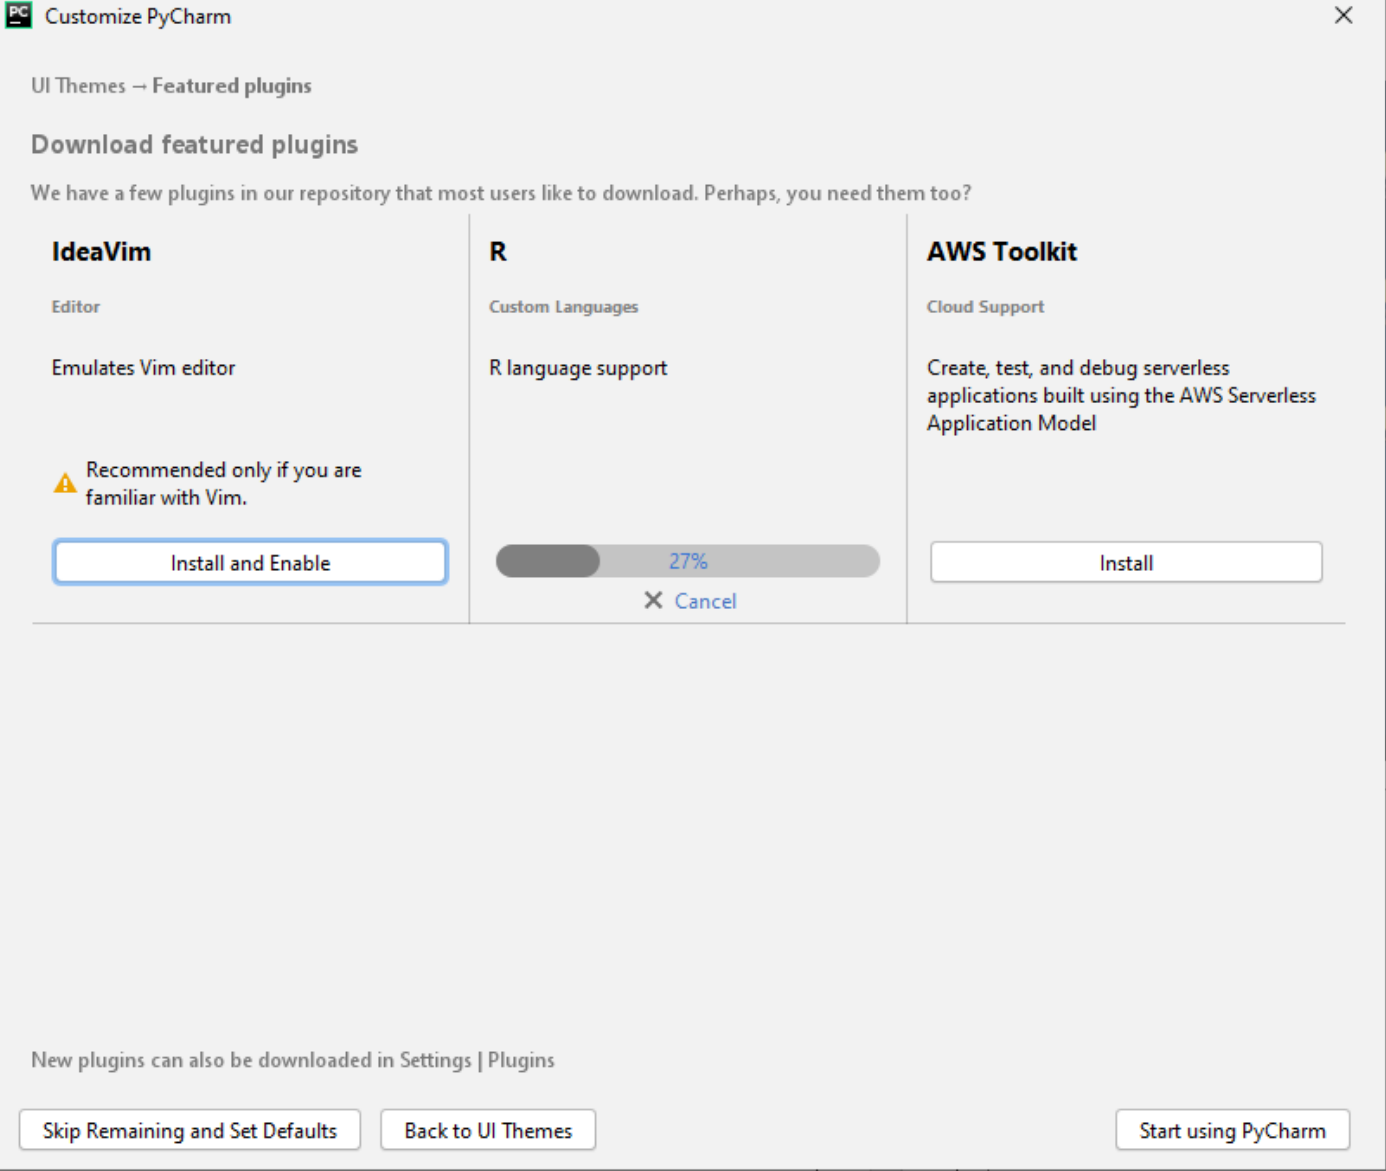 PC Customize PyCharm
UI Themes → Featured plugins
Download featured plugins
We have a few plugins in our repository that most users like to download. Perhaps, you need them too?
IdeaVim
Editor
Emulates Vim editor
Recommended only if you are
familiar with Vim.
Install and Enable
R
Custom Languages
R language support
27%
Cancel
AWS Toolkit
Cloud Support
Create, test, and debug serverless
applications built using the AWS Serverless
Application Model
Install
New plugins can also be downloaded in Settings | Plugins
Skip Remaining and Set Defaults
Back to UI Themes
Start using PyCharm